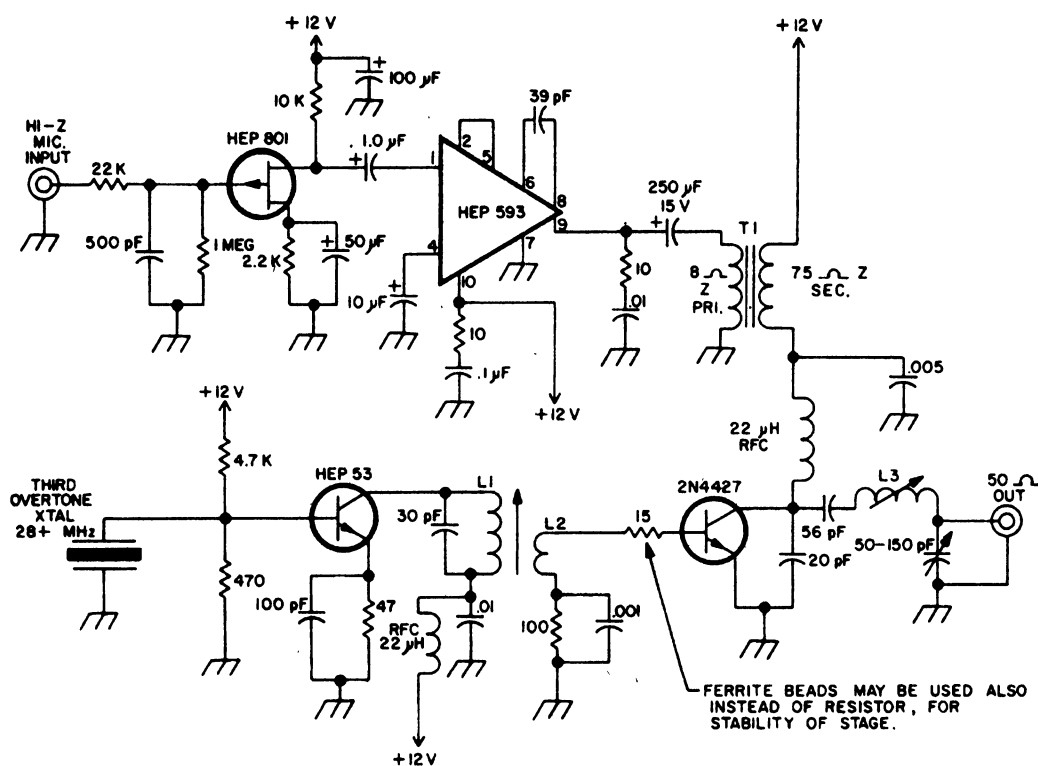 +12 V
+12 V
+
100 µF
10 K
39 pF
HI-Z
MIC.
INPUT
HEP 801
+
1.0 µF
2
5
1
6
22 K
8
HEP 593
9
250 µF
15 V
+
T1
500 pF
1 MEG
2.2 K
+
50 µF
4
7
10
+
10 µF
10
.01
8 Ω
Z
PRI.
75 Ω Z
SEC.
10
.1 µF
+12 V
.005
22 µH
RFC
+12 V
4.7 K
HEP 53
L1
THIRD
OVERTONE
XTAL
28+ MHz
30 pF
L2
15
2N4427
L3
50 Ω
OUT
56 pF
50-150 pF
20 pF
470
100 pF
47
RFC
22 µH
.01
100
.001
+12 V
FERRITE BEADS MAY BE USED ALSO
INSTEAD OF RESISTOR, FOR
STABILITY OF STAGE.